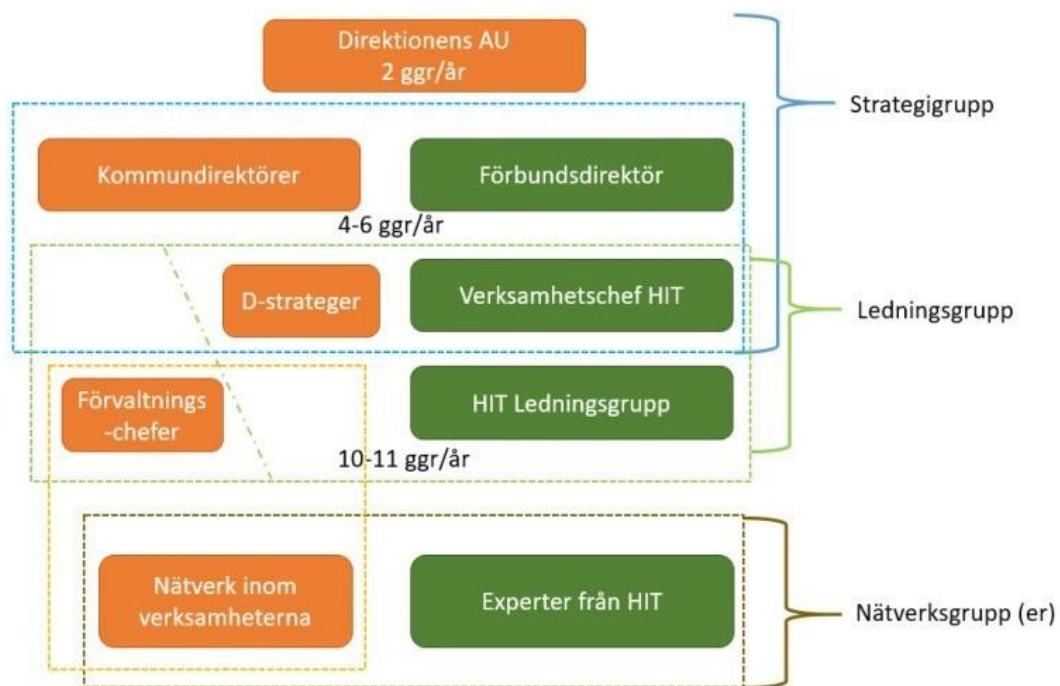 Direktionens AU
2 ggr/år
Strategigrupp
Kommundirektörer
Förbundsdirektör
4-6 ggr/år
D-strateger
Verksamhetschef HIT
Ledningsgrupp
Förvaltnings
-chefer
HIT Ledningsgrupp
10-11 ggr/år
Nätverk inom
verksamheterna
Experter från HIT
Nätverksgrupp (er)